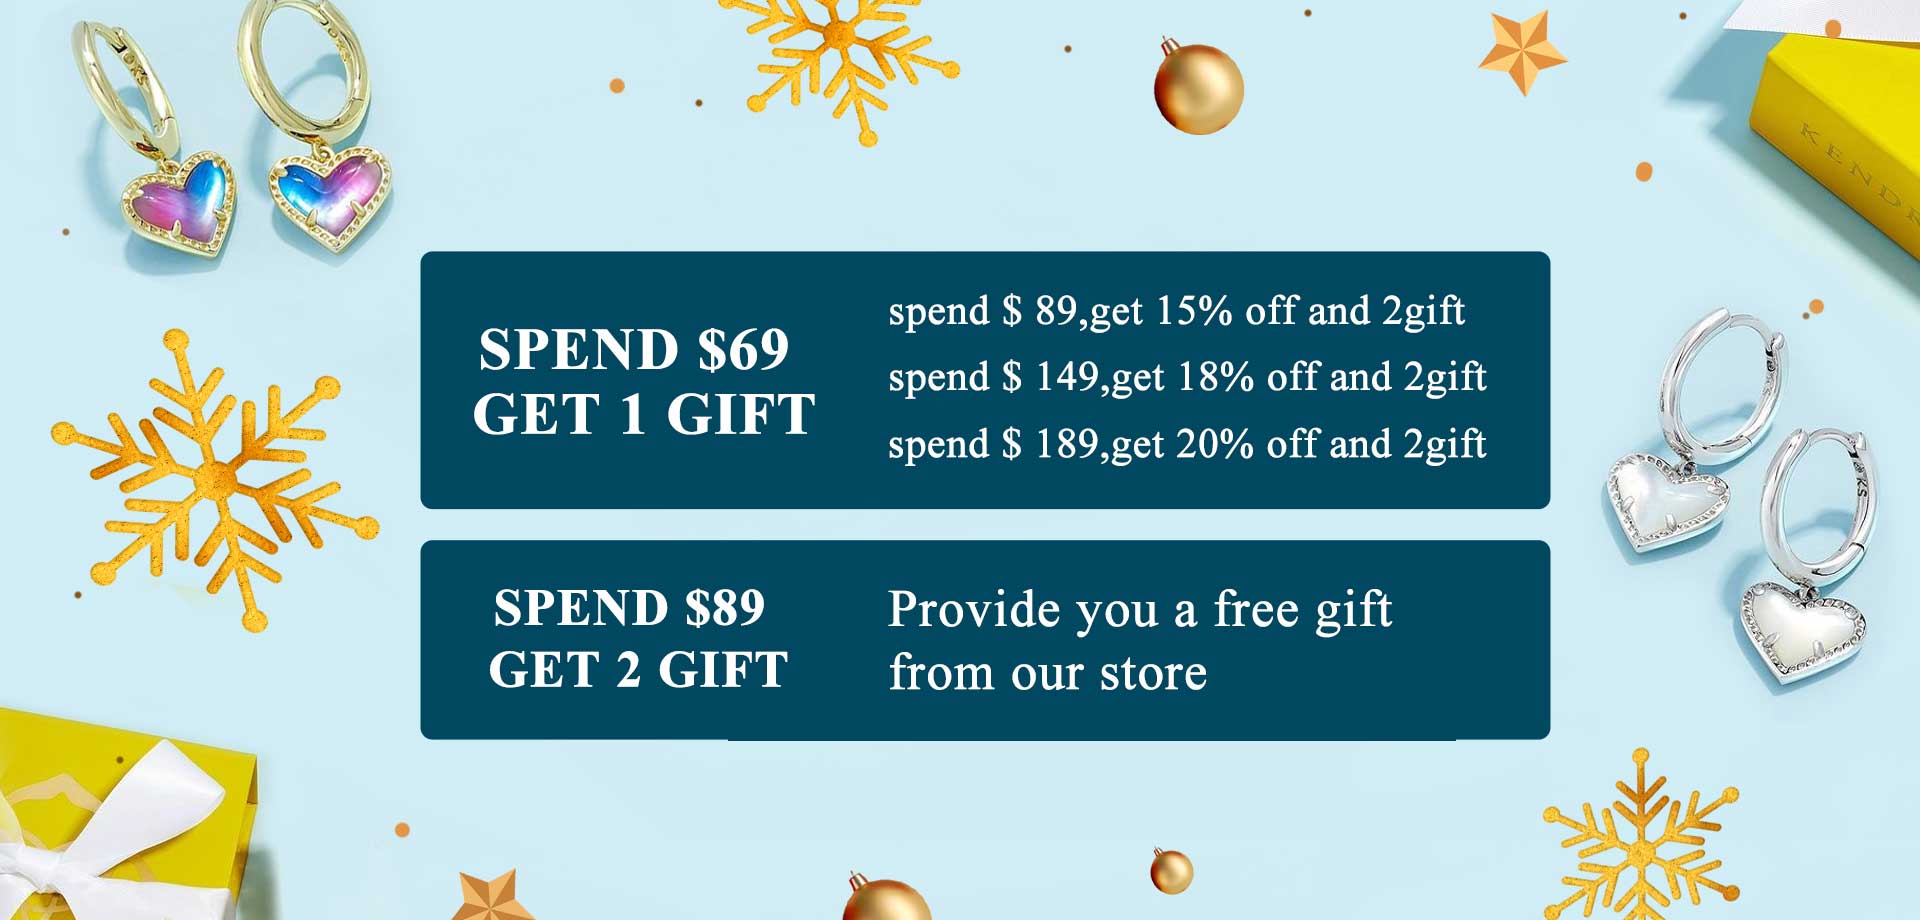 KENDR
SPEND $69
GET 1 GIFT
spend $ 89,get 15% off and 2gift
spend $ 149,get 18% off and 2gift
spend $ 189,get 20% off and 2gift
KS
SPEND $89
GET 2 GIFT
Provide you a free gift
from our store